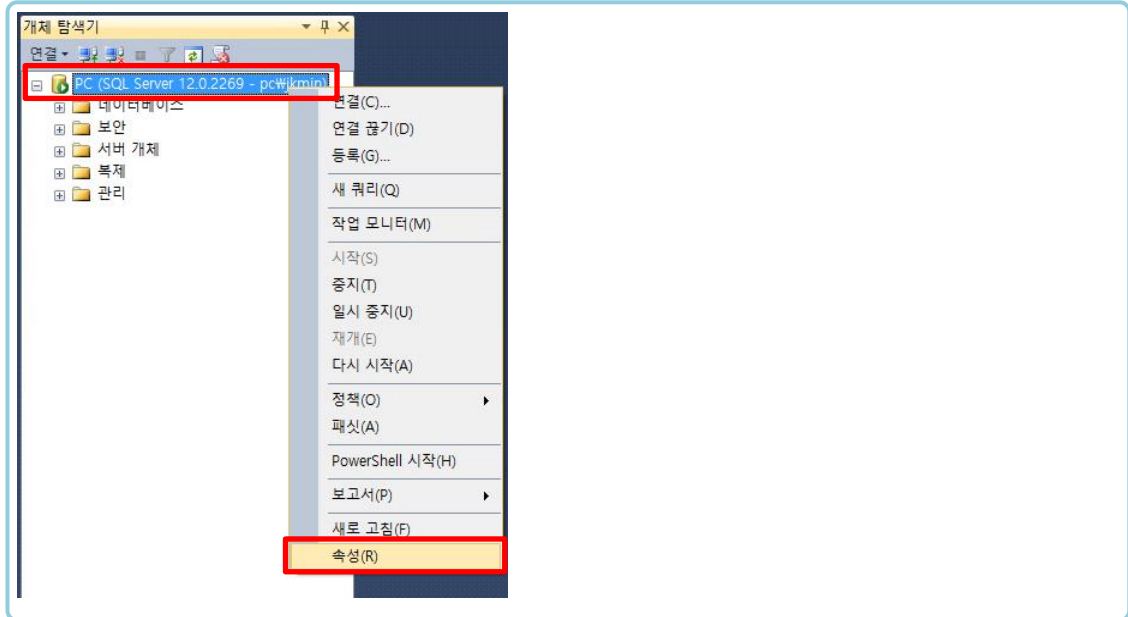 개체 탐색기
연결
PC (SQL Server 12.0.2269 - pc₩jkmin)
데이터베이스
보안
서버 개체
복제
관리
연결(C)...
연결 끊기(D)
등록(G)...
새 쿼리(Q)
작업 모니터(M)
시작(S)
중지(T)
일시 중지(U)
재개(E)
다시 시작(A)
정책(O)
패싯(A)
PowerShell 시작(H)
보고서(P)
새로 고침(F)
속성(R)